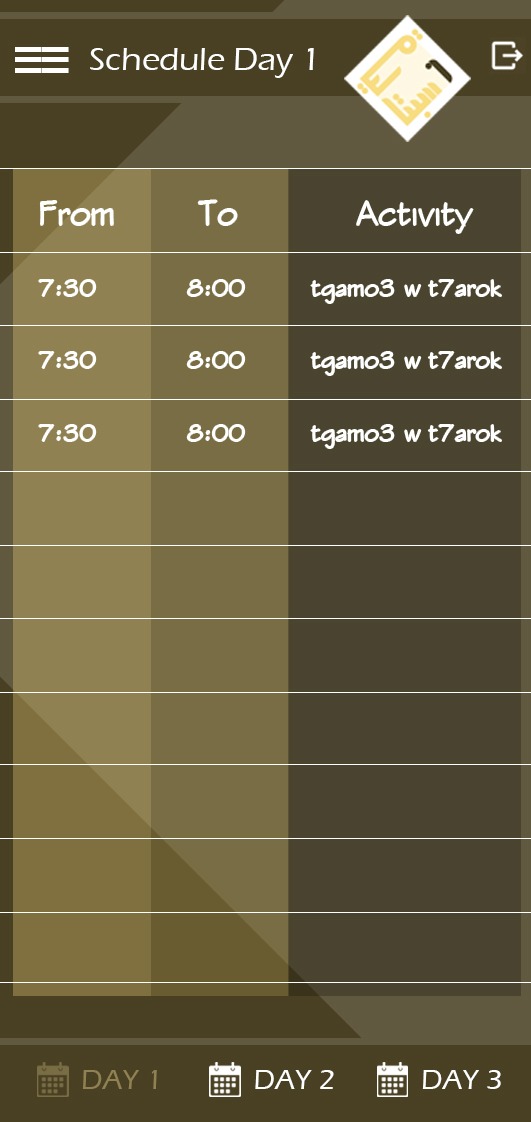 Schedule Day 1
From To Activity
7:30 8:00 tgamo3 w t7arok
7:30 8:00 tgamo3 w t7arok
7:30 8:00 tgamo3 w t7arok
DAY 1 DAY 2 DAY 3